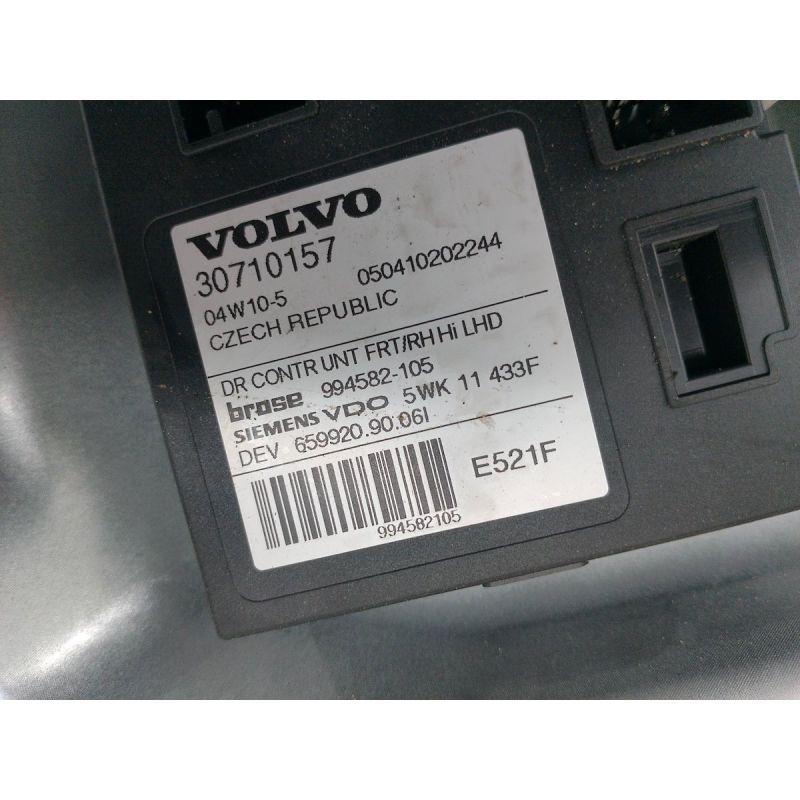 VOLVO
30710157
04W10-5 050410202244
CZECH REPUBLIC
DR CONTR UNT FRT/RH Hi LHD
brose 994582-105
SIEMENS VDO 5WK 11 433F
DEV 659920.90.06I
E521F
994582105